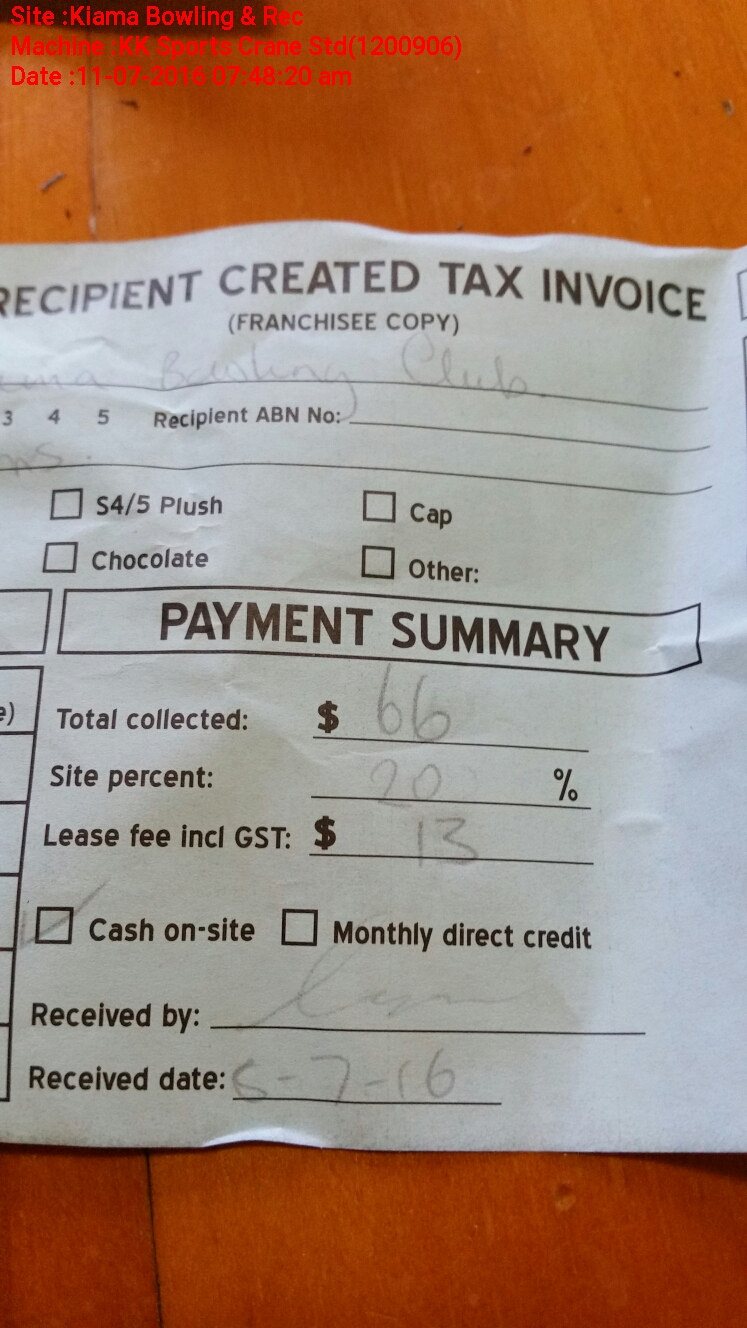 Site :Kiama Bowling & Rec
Machine :KK Sports Crane Std(1200906)
Date :11-07-2016 07:48:20 am
RECIPIENT CREATED TAX INVOICE
(FRANCHISEE COPY)
Bowling Club
3 4 5 Recipient ABN No:
S4/5 Plush Cap
Chocolate Other:
PAYMENT SUMMARY
Total collected: $ 66
Site percent: 20 %
Lease fee incl GST: $ 13
Cash on-site Monthly direct credit
Received by:
Received date: 5-7-16